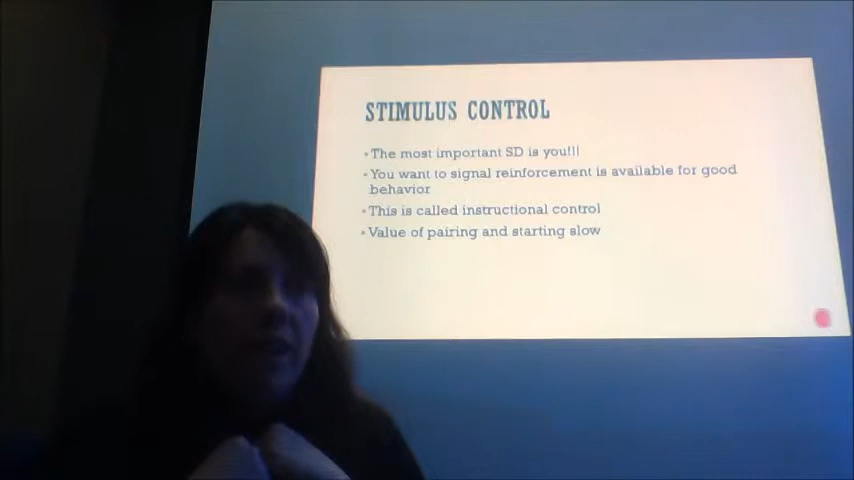 STIMULUS CONTROL
• The most important SD is you!!!
• You want to signal reinforcement is available for good
behavior
• This is called instructional control
• Value of pairing and starting slow